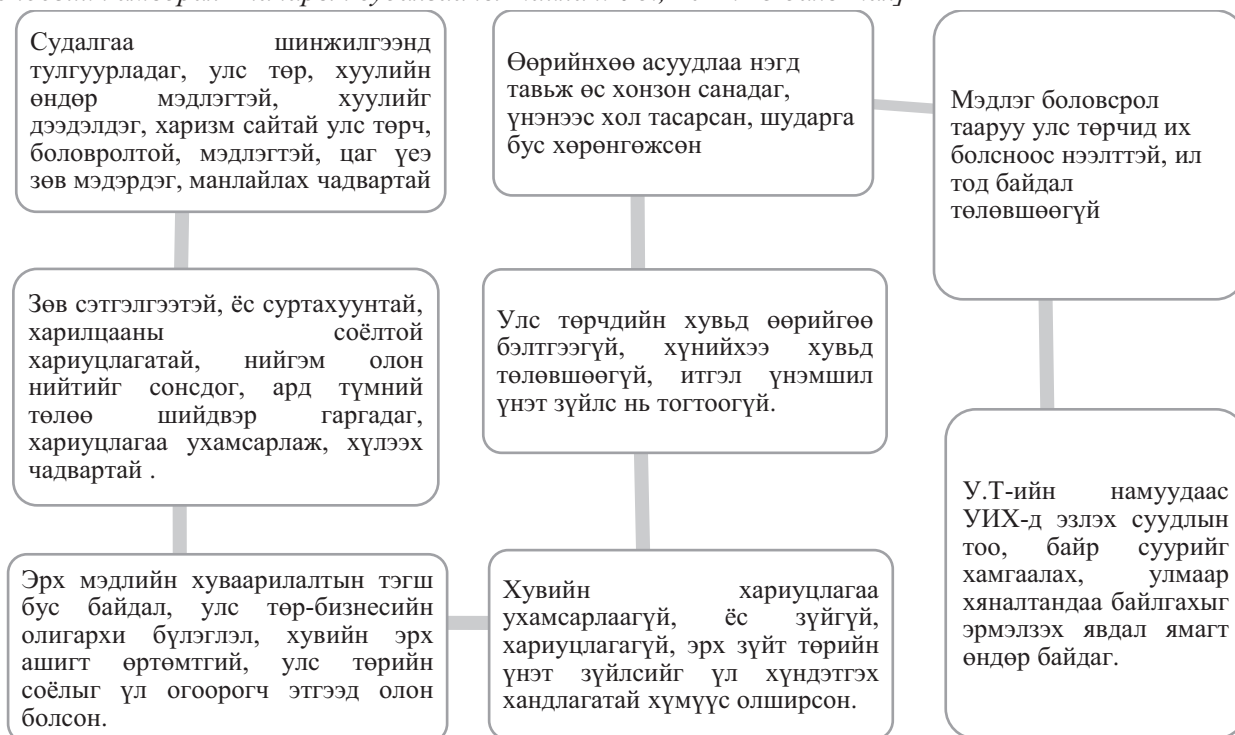 Судалгаа шинжилгээнд
тулгуурладаг, улс төр, хуулийн
өндөр мэдлэгтэй, хуулийг
дээдэлдэг, харизм сайтай улс төрч,
боловролтой, мэдлэгтэй, цаг үеэ
зөв мэдэрдэг, манлайлах чадвартай
Зөв сэтгэлгээтэй, ёс суртахуунтай,
харилцааны соёлтой
хариуцлагатай, нийгэм олон
нийтийг сонсдог, ард түмний
төлөө шийдвэр гаргадаг,
хариуцлагаа ухамсарлаж, хүлээх
чадвартай .
Эрх мэдлийн хуваарилалтын тэгш
бус байдал, улс төр-бизнесийн
олигархи бүлэглэл, хувийн эрх
ашигт өртөмтгий, улс төрийн
соёлыг үл огоорогч этгээд олон
болсон.
Хувийн хариуцлагаа
ухамсарлаагүй, ёс зүйгүй,
хариуцлагагүй, эрх зүйт төрийн
үнэт зүйлсийг үл хүндэтгэх
хандлагатай хүмүүс олширсон.
Улс төрчдийн хувьд өөрийгөө
бэлтгээгүй, хүнийхээ хувьд
төлөвшөөгүй, итгэл үнэмшил
үнэт зүйлс нь тогтоогүй.
Өөрийнхөө асуудлаа нэгд
тавьж өс хонзон санадаг,
үнэнээс хол тасарсан, шударга
бус хөрөнгөжсөн
Мэдлэг боловсрол
тааруу улс төрчид их
болсноос нээлттэй, ил
тод байдал
төлөвшөөгүй
У.Т-ийн намуудаас
УИХ-д эзлэх суудлын
тоо, байр суурийг
хамгаалах, улмаар
хяналтандаа байлгахыг
эрмэлзэх явдал ямагт
өндөр байдаг.